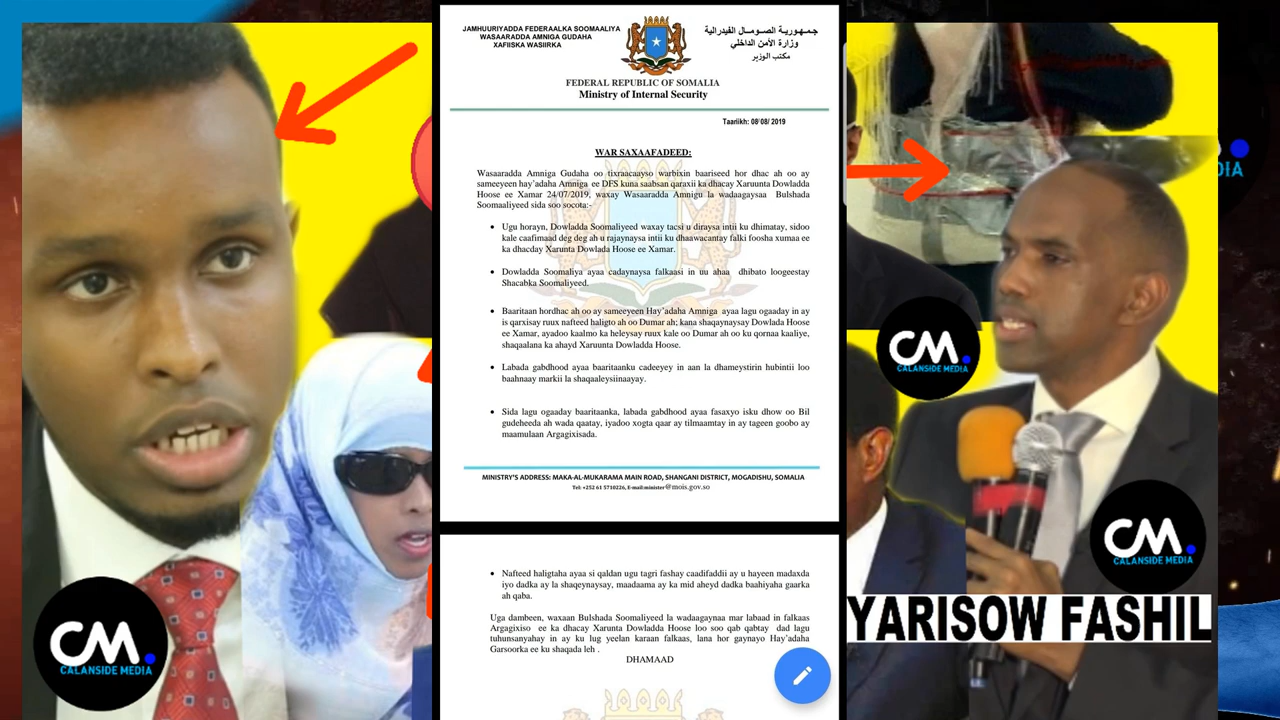 JAMHUURIYADDA FEDERAALKA SOOMAALIYA
WASAARADDA AMNIGA GUDAHA
XAFIISKA WASIIRKA
جمهورية الصومال الفيدرالية
وزارة الأمن الداخلي
مكتب الوزير
FEDERAL REPUBLIC OF SOMALIA
Ministry of Internal Security
Taariikh: 08/08/ 2019
WAR SAXAAFADEED:
Wasaaradda Amniga Gudaha oo tixraacaayso warbixin baariseed hor dhac ah oo ay
sameeyeen hay'adaha Amniga ee DFS kuna saabsan qaraxii ka dhacay Xaruunta Dowladda
Hoose ee Xamar 24/07/2019, waxay Wasaaradda Amnigu la wadaagaysaa Bulshada
Soomaaliyeed sida soo socota:-
• Ugu horayn, Dowladda Soomaliyeed waxay tacsi u diraysa intii ku dhimatay, sidoo
kale caafimaad deg deg ah u rajaynaysa intii ku dhaawacantay falki foosha xumaa ee
ka dhacday Xarunta Dowlada Hoose ee Xamar.
• Dowladda Soomaliya ayaa cadaynaysa falkaasi in uu ahaa dhibato loogeestay
Shacabka Soomaliyeed.
• Baaritaan hordhac ah oo ay sameeyeen Hay'adaha Amniga ayaa lagu ogaaday in ay
is qarxisay ruux nafteed haligto ah oo Dumar ah; kana shaqaynaysay Dowlada Hoose
ee Xamar, ayadoo kaalmo ka heleysay ruux kale oo Dumar ah oo ku qornaa kaaliye,
shaqaalana ka ahayd Xaruunta Dowladda Hoose.
• Labada gabdhood ayaa baaritaanku cadeeyey in aan la dhameystirin hubintii loo
baahnaay markii la shaqaaleysiinaayay.
• Sida lagu ogaaday baaritaanka, labada gabdhood ayaa fasaxyo isku dhow oo Bil
gudeheeda ah wada qaatay, iyadoo xogta qaar ay tilmaamtay in ay tageen goobo ay
maamulaan Argagixisada.
MINISTRY'S ADDRESS: MAKA-AL-MUKARAMA MAIN ROAD, SHANGANI DISTRICT, MOGADISHU, SOMALIA
Tel: +252 61 5710226, E-mail:minister@mois.gov.so
• Nafteed haligtaha ayaa si qaldan ugu tagri fashay caadifaddii ay u hayeen madaxda
iyo dadka ay la shaqeynaysay, maadaama ay ka mid aheyd dadka baahiyaha gaarka
ah qaba.
Uga dambeen, waxaan Bulshada Soomaliyeed la wadaagaynaa mar labaad in falkaas
Argagixiso ee ka dhacay Xarunta Dowladda Hoose loo soo qab qabtay dad lagu
tuhunsanyahay in ay ku lug yeelan karaan falkaas, lana hor gaynayo Hay'adaha
Garsoorka ee ku shaqada leh .
DHAMAAD
CM.
CALANSIDE MEDIA
CM.
CALANSIDE MEDIA
CM.
CALANSIDE MEDIA
DIA
YARISOW FASHIL